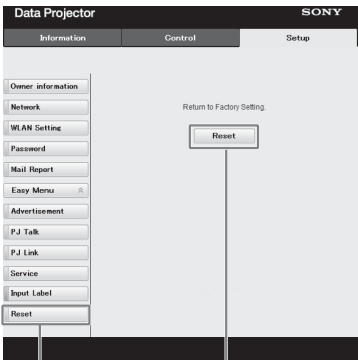 Data Projector SONY
Information Control Setup
Owner information
Network
WLAN Setting
Password
Mail Report
Easy Menu
Advertisement
PJ Talk
PJ Link
Service
Input Label
Reset
Return to Factory Setting.
Reset